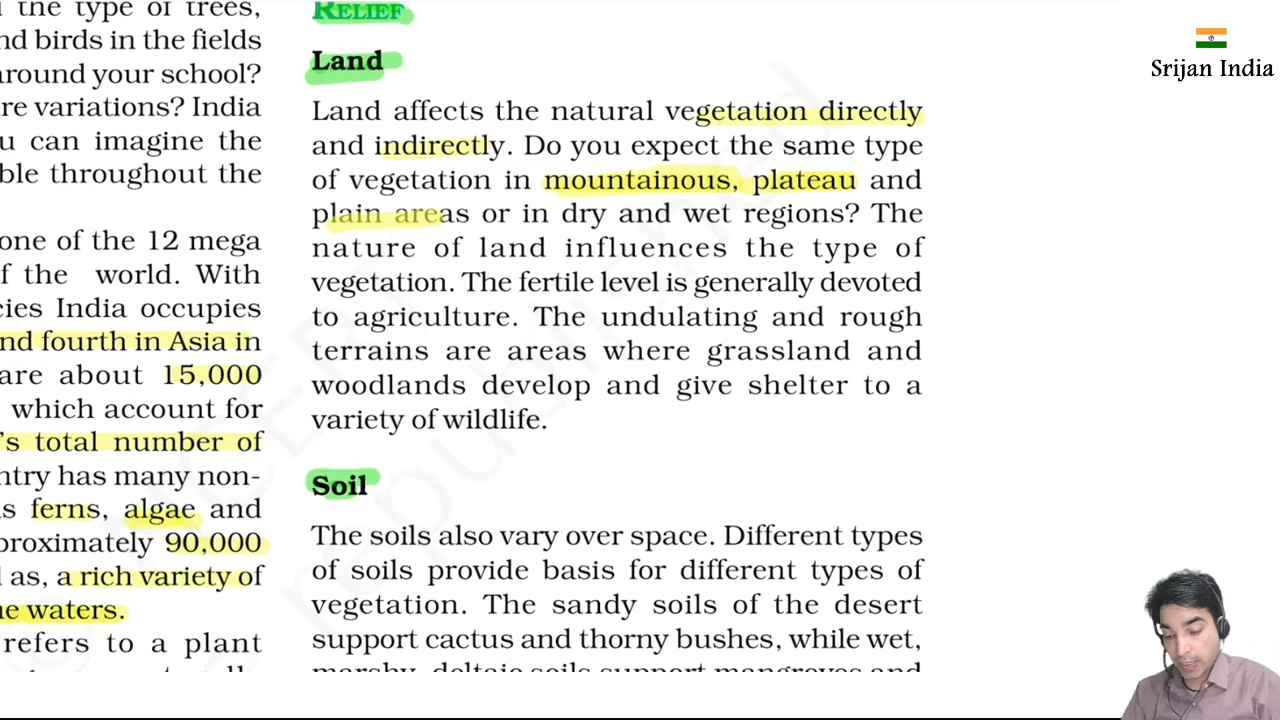 the type of trees,
nd birds in the fields
around your school?
re variations? India
u can imagine the
ble throughout the
one of the 12 mega
f the world. With
cies India occupies
nd fourth in Asia in
are about 15,000
which account for
's total number of
ntry has many non-
s ferns, algae and
proximately 90,000
as, a rich variety of
ne waters.
refers to a plant
RELIEF
Land
Land affects the natural vegetation directly
and indirectly. Do you expect the same type
of vegetation in mountainous, plateau and
plain areas or in dry and wet regions? The
nature of land influences the type of
vegetation. The fertile level is generally devoted
to agriculture. The undulating and rough
terrains are areas where grassland and
woodlands develop and give shelter to a
variety of wildlife.
Soil
The soils also vary over space. Different types
of soils provide basis for different types of
vegetation. The sandy soils of the desert
support cactus and thorny bushes, while wet,
marshy, deltaic soils support mangroves and
Srijan India
republished